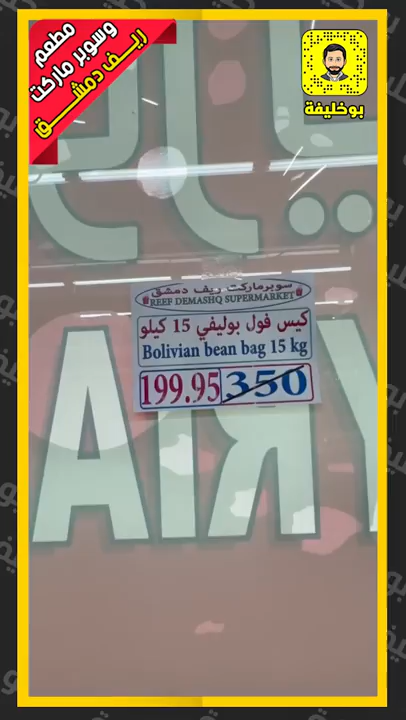 مطعم
وسوبر ماركت
ريف دمشق
بوخليفة
سوبرماركت ريف دمشق
REEF DEMASHQ SUPERMARKET
كيس فول بوليفي 15 كيلو
Bolivian bean bag 15 kg
199.95 350